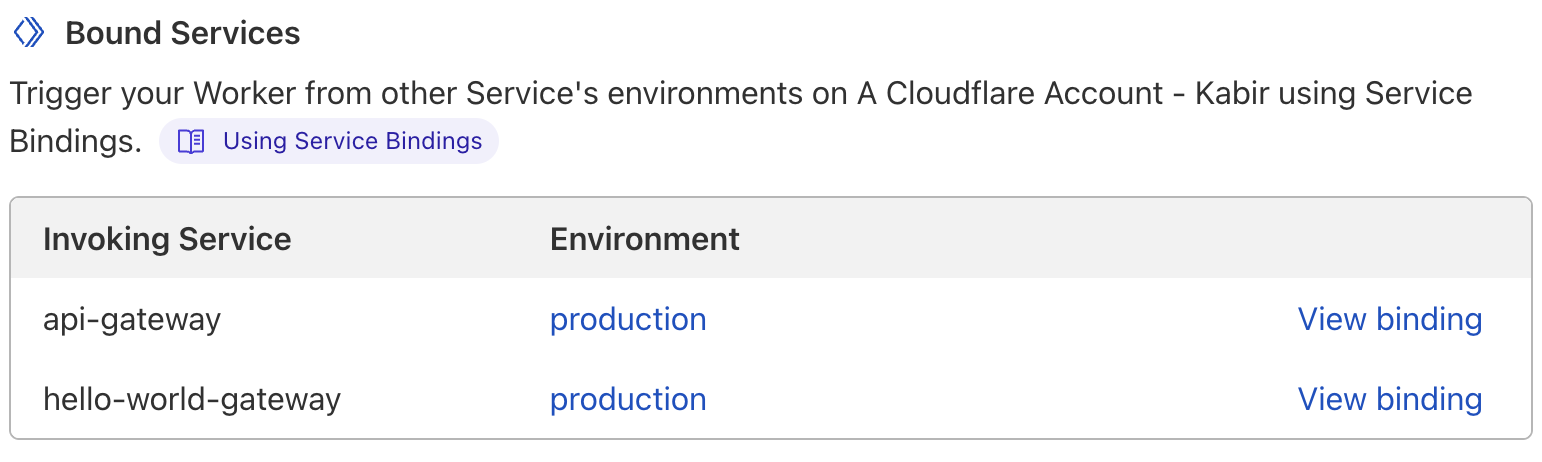 Bound Services
Trigger your Worker from other Service's environments on A Cloudflare Account - Kabir using Service
Bindings. Using Service Bindings
Invoking Service Environment
api-gateway production View binding
hello-world-gateway production View binding